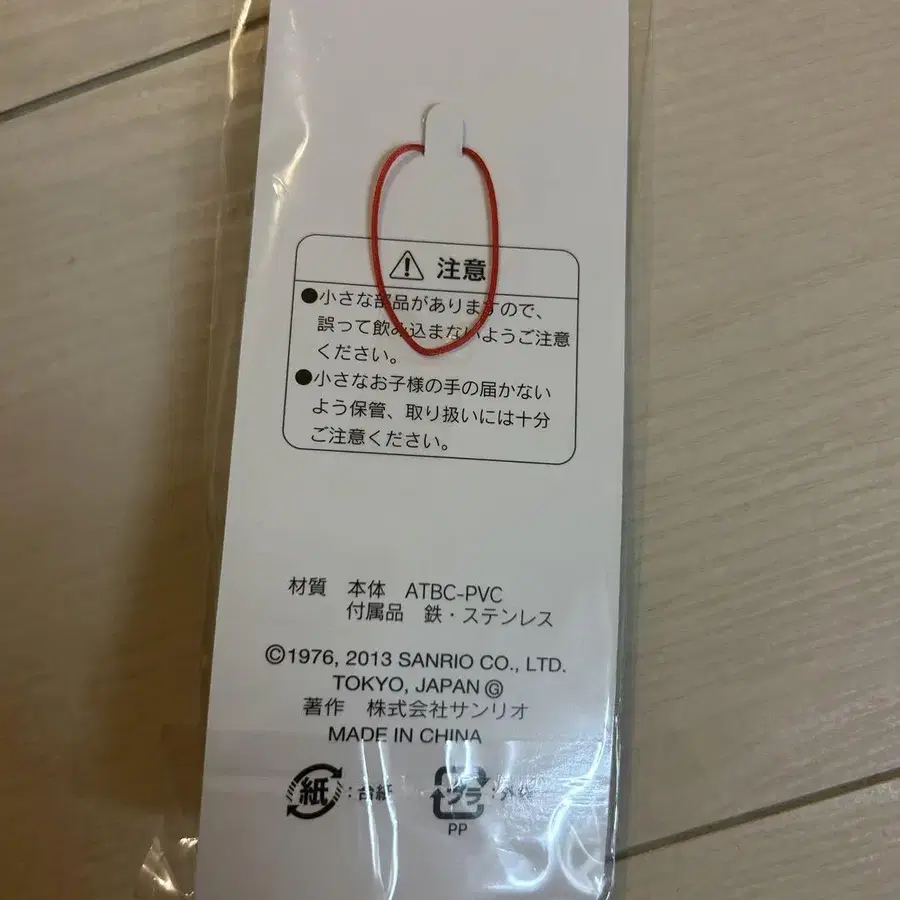 注意
●小さな部品がありますので、
誤って飲み込まないようご注意
ください。
●小さなお子様の手の届かない
よう保管、取り扱いには十分
ご注意ください。
材質 本体 ATBC-PVC
付属品 鉄・ステンレス
©1976, 2013 SANRIO CO., LTD.
TOKYO, JAPAN Ⓖ
著作 株式会社サンリオ
MADE IN CHINA
紙 : 台紙 プラ :
PP